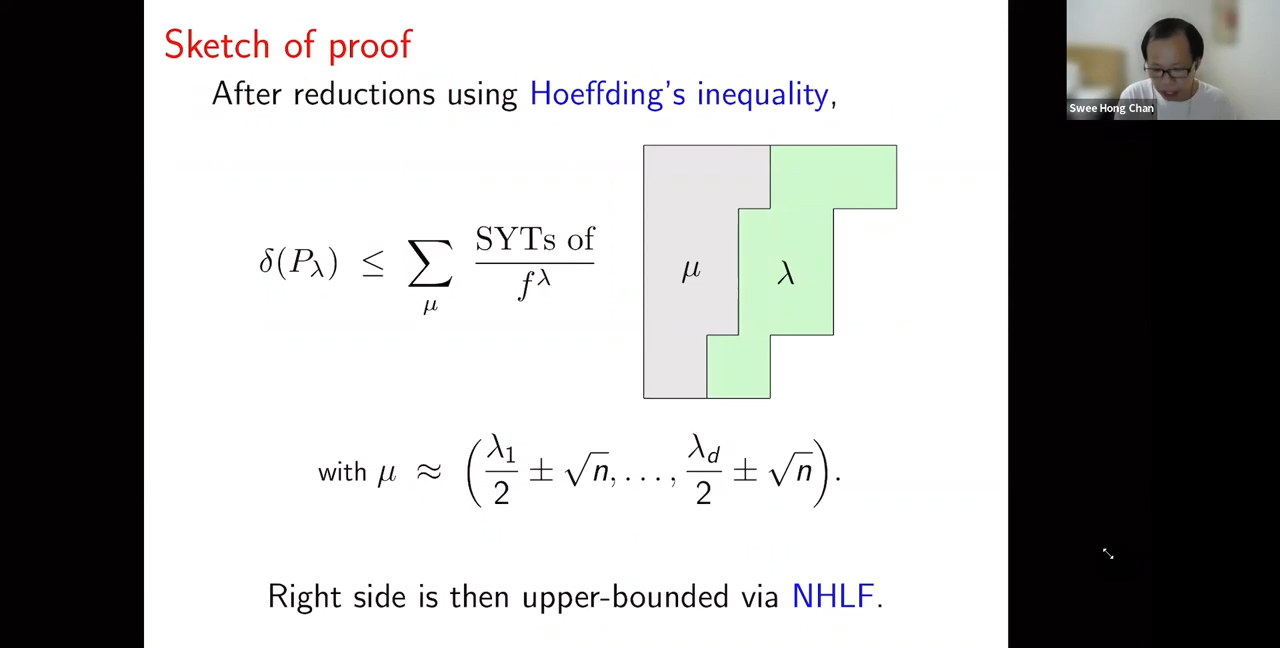 Sketch of proof
After reductions using Hoeffding's inequality,
Swee Hong Chan
δ(P_λ) ≤ ∑_μ SYTs of / f^λ
μ λ
with μ ≈ (λ_1/2 ± √n, . . . , λ_d/2 ± √n).
Right side is then upper-bounded via NHLF.